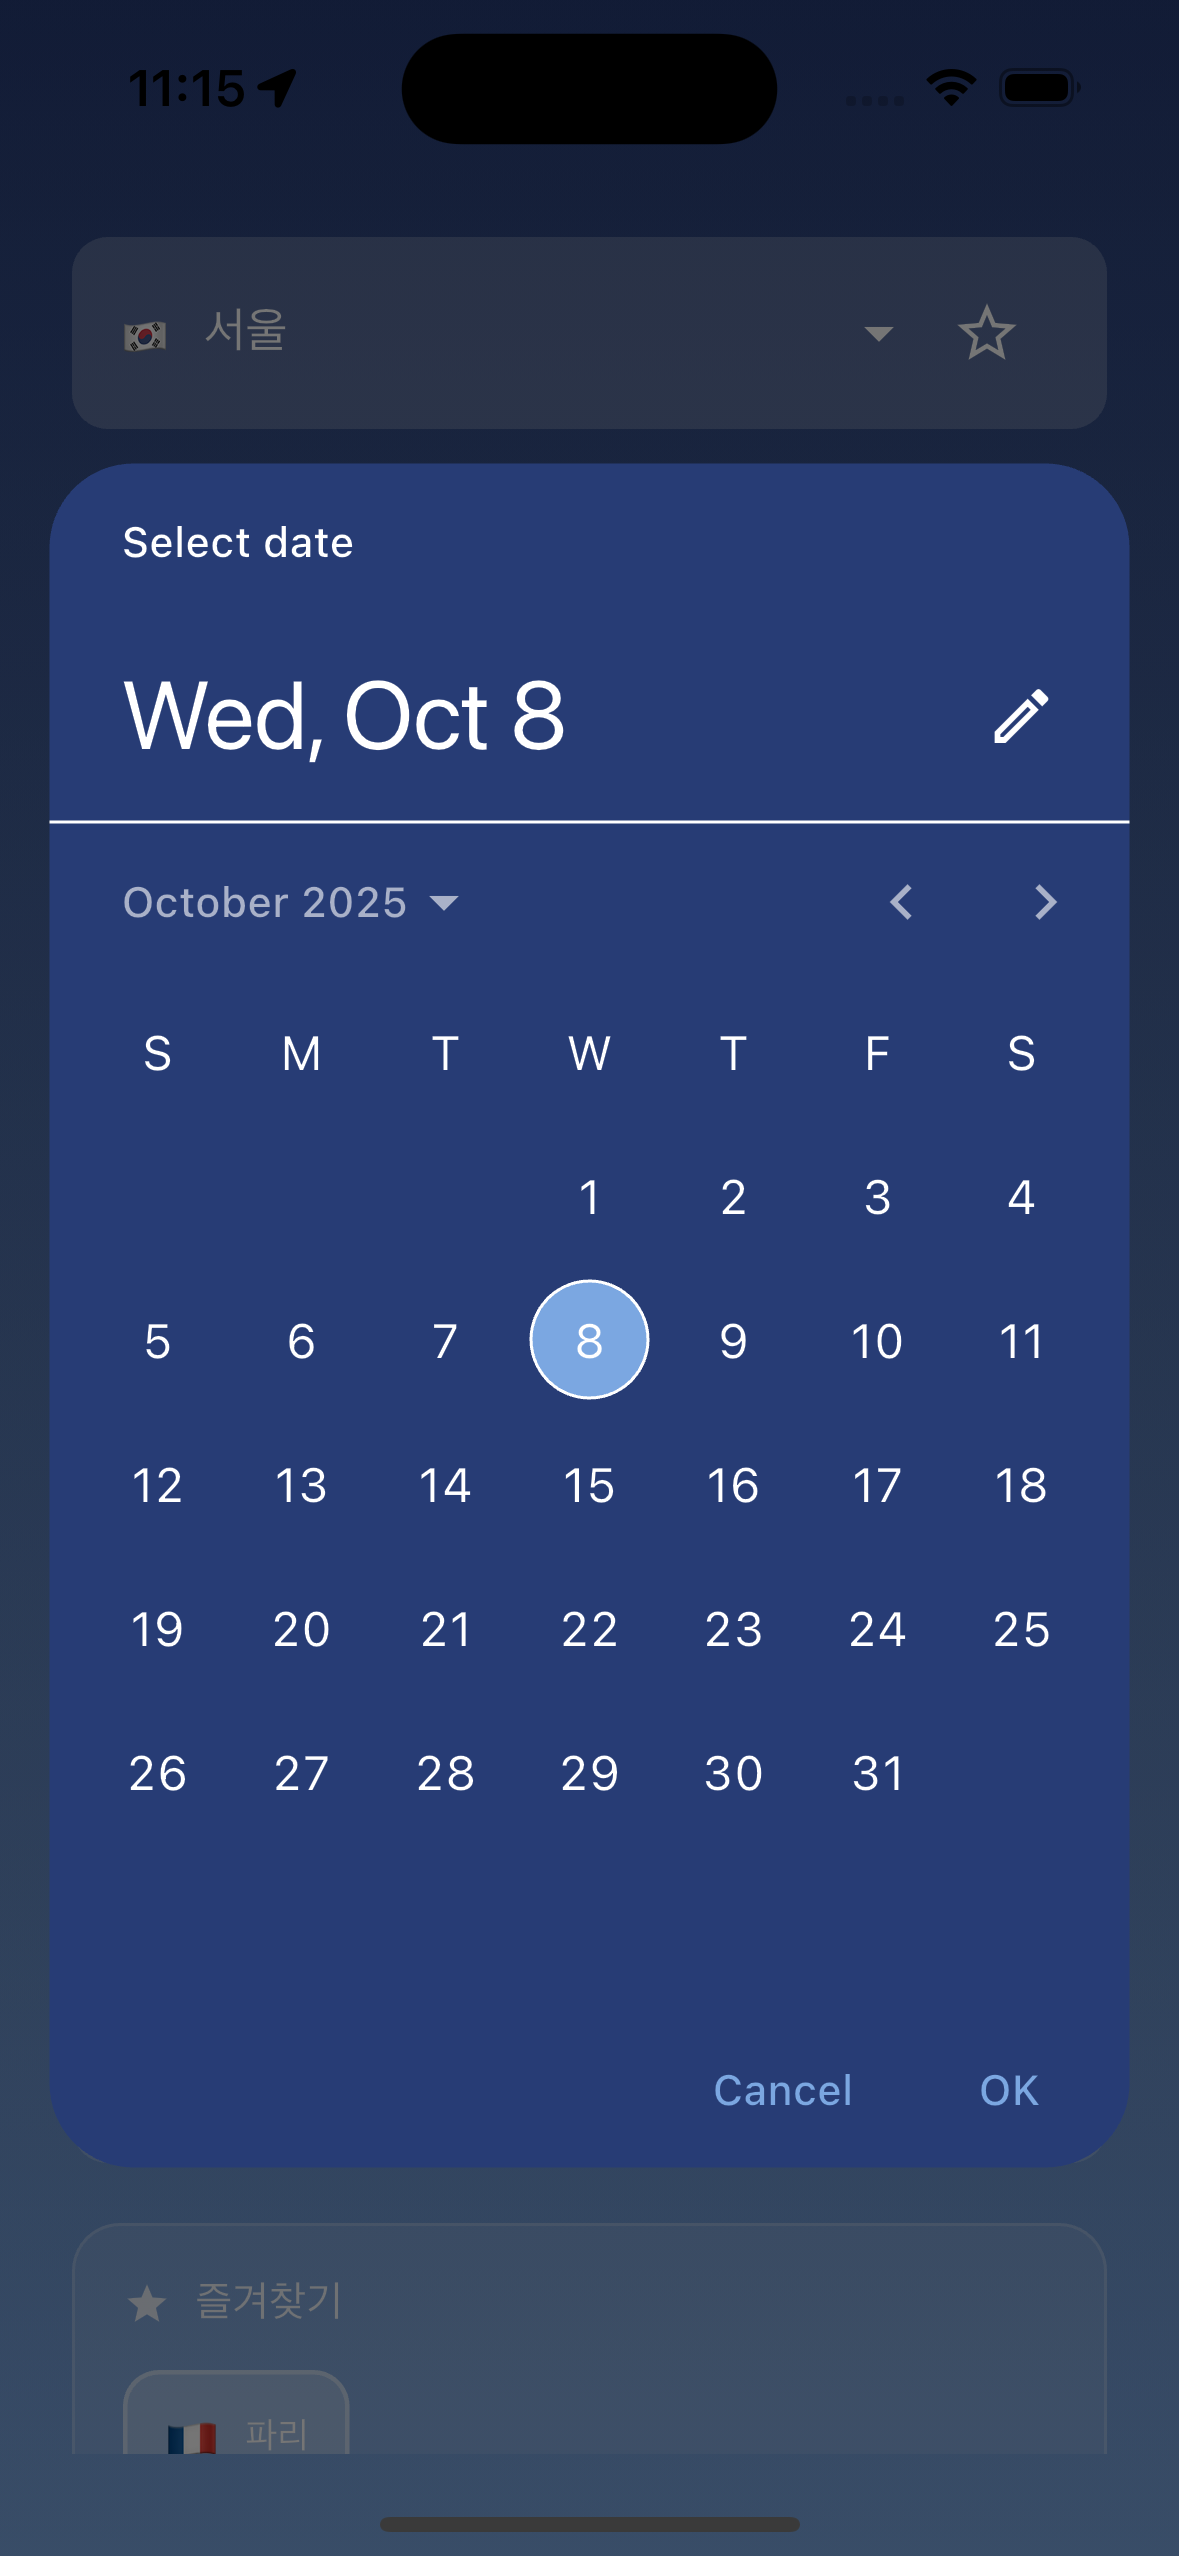 11:15
서울
Select date
Wed, Oct 8
October 2025
S M T W T F S
1 2 3 4
5 6 7 8 9 10 11
12 13 14 15 16 17 18
19 20 21 22 23 24 25
26 27 28 29 30 31
Cancel OK
즐겨찾기
파리